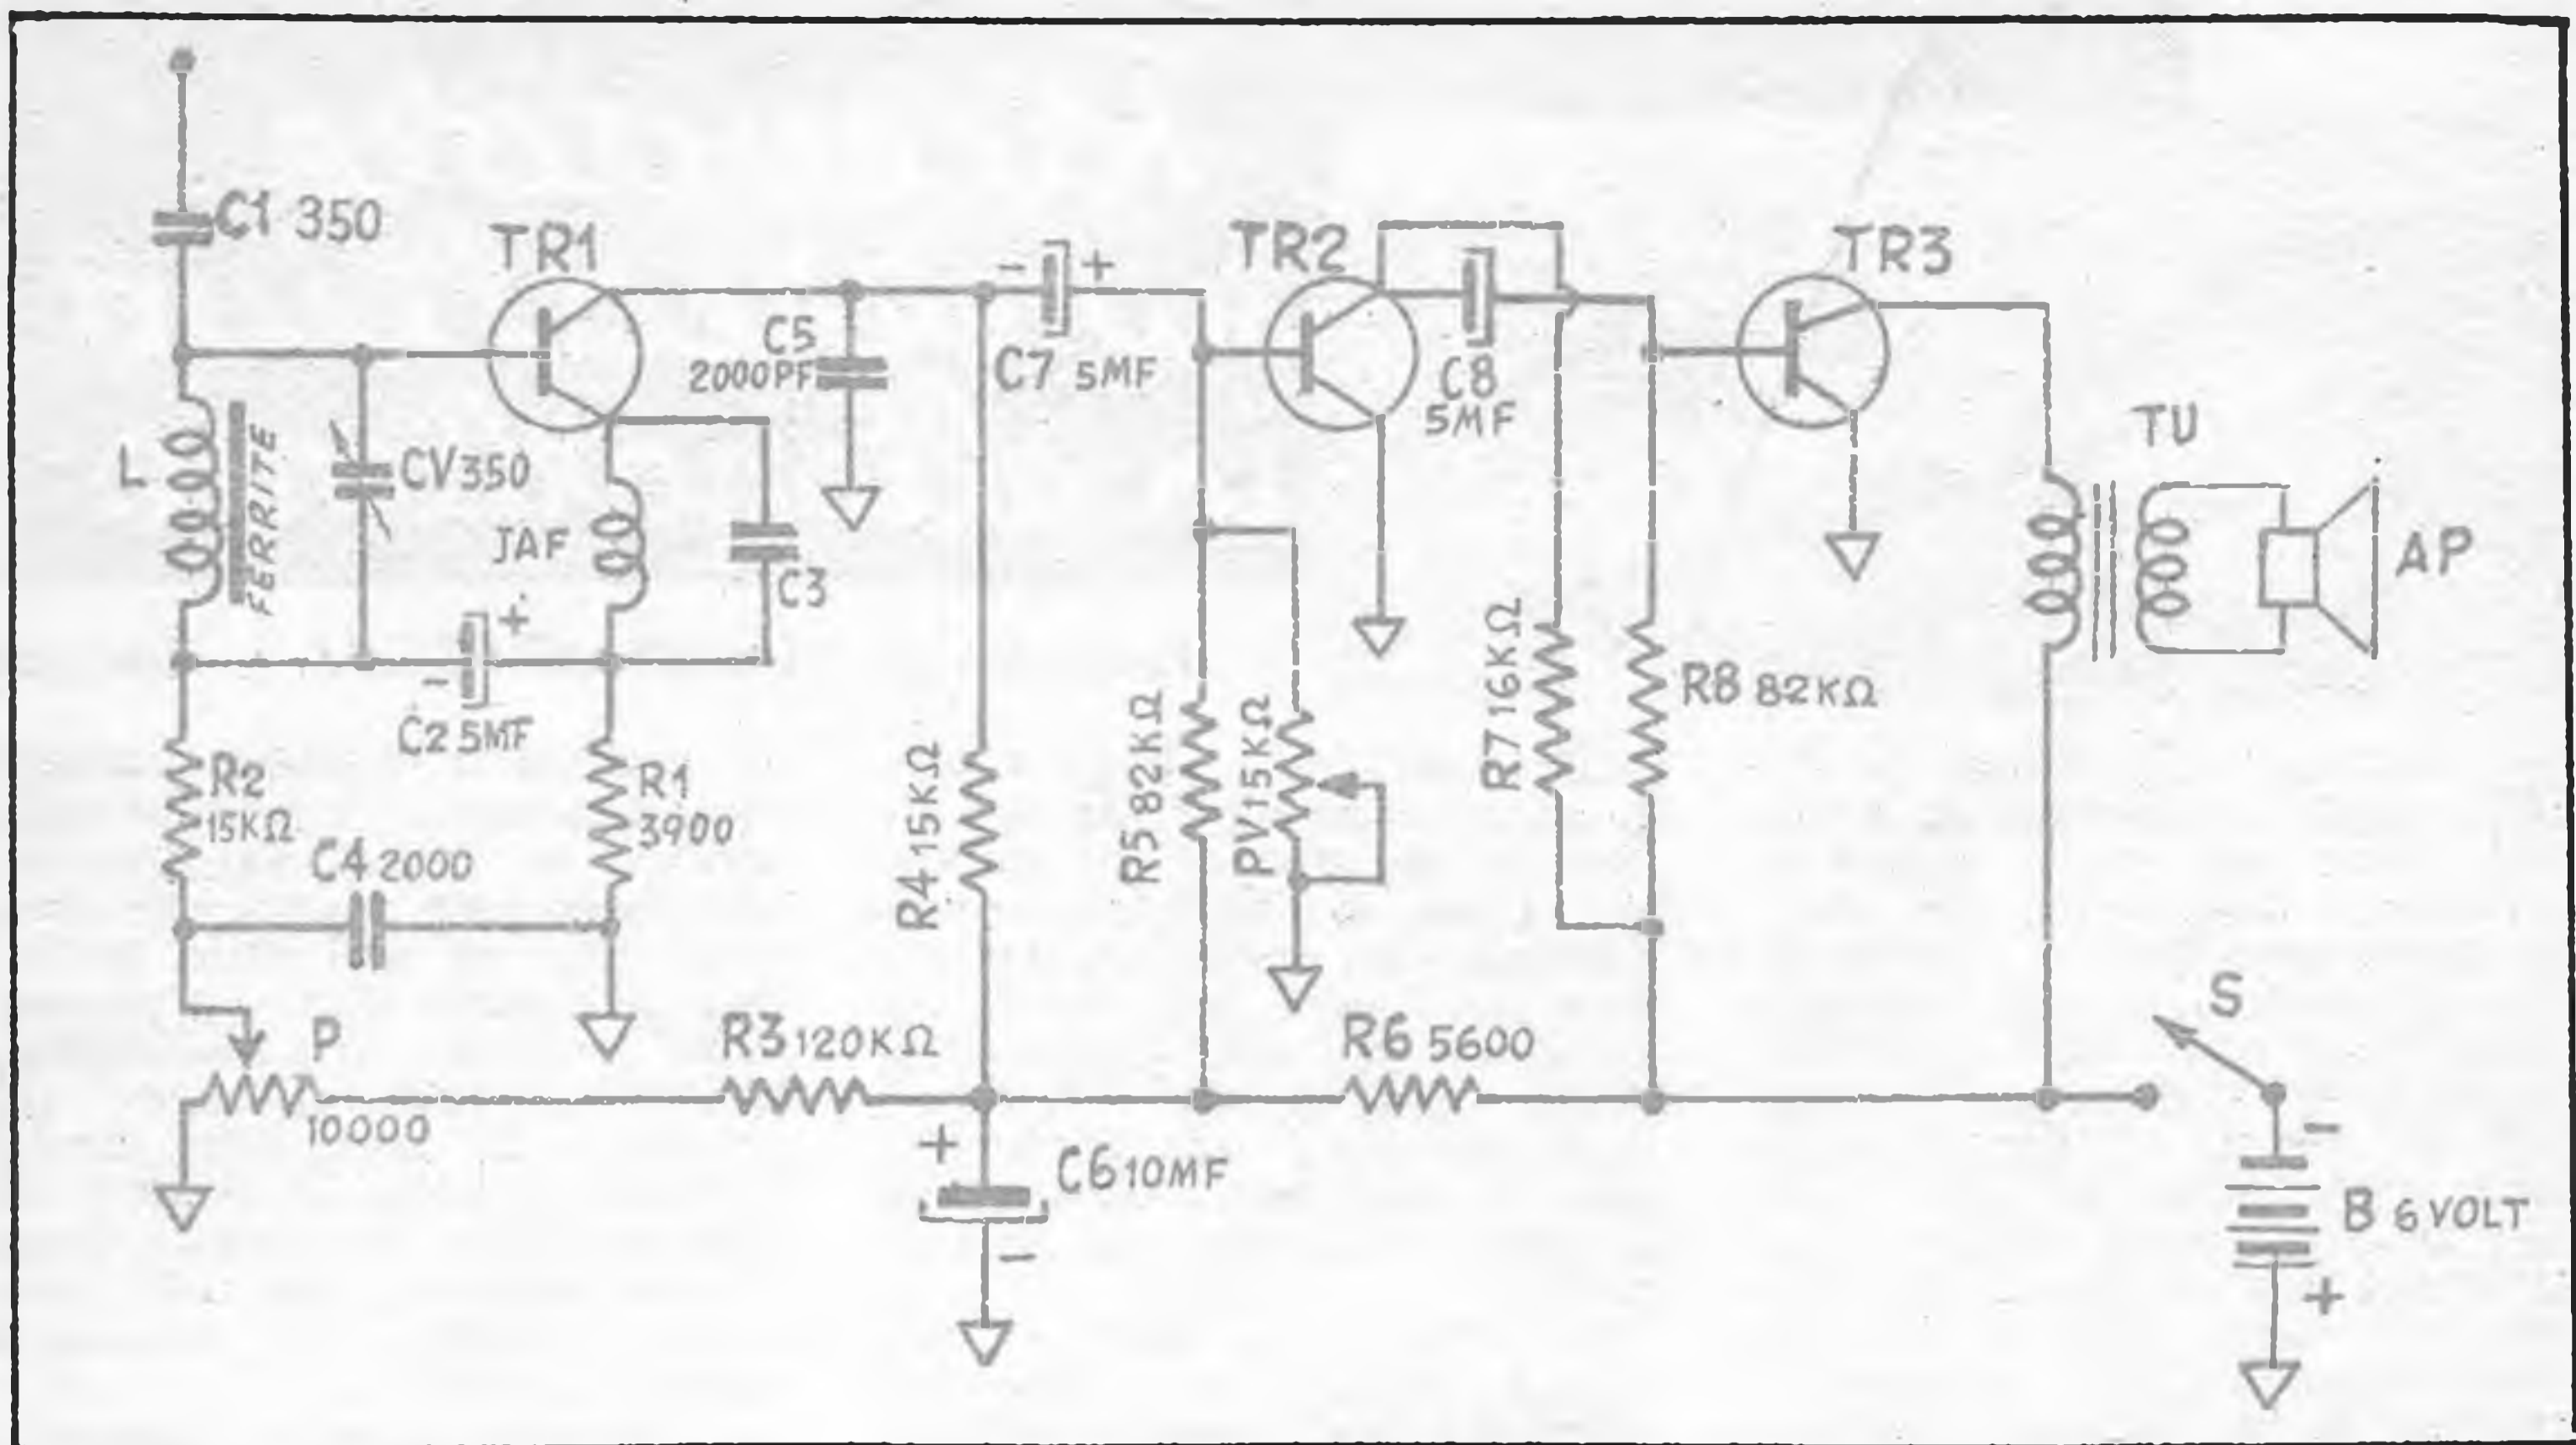 C1 350
TR1
TR2
TR3
- +
C5
2000PF
C7 5MF
C8
5MF
L
FERRITE
CV350
JAF
C3
TU
AP
+
-
C2 5MF
R2
15KΩ
R1
3900
C4 2000
R4 15KΩ
R5 82KΩ
PV 15KΩ
R7 16KΩ
R8 82KΩ
P
10000
R3 120KΩ
R6 5600
S
+
C6 10MF
-
-
B 6 VOLT
+